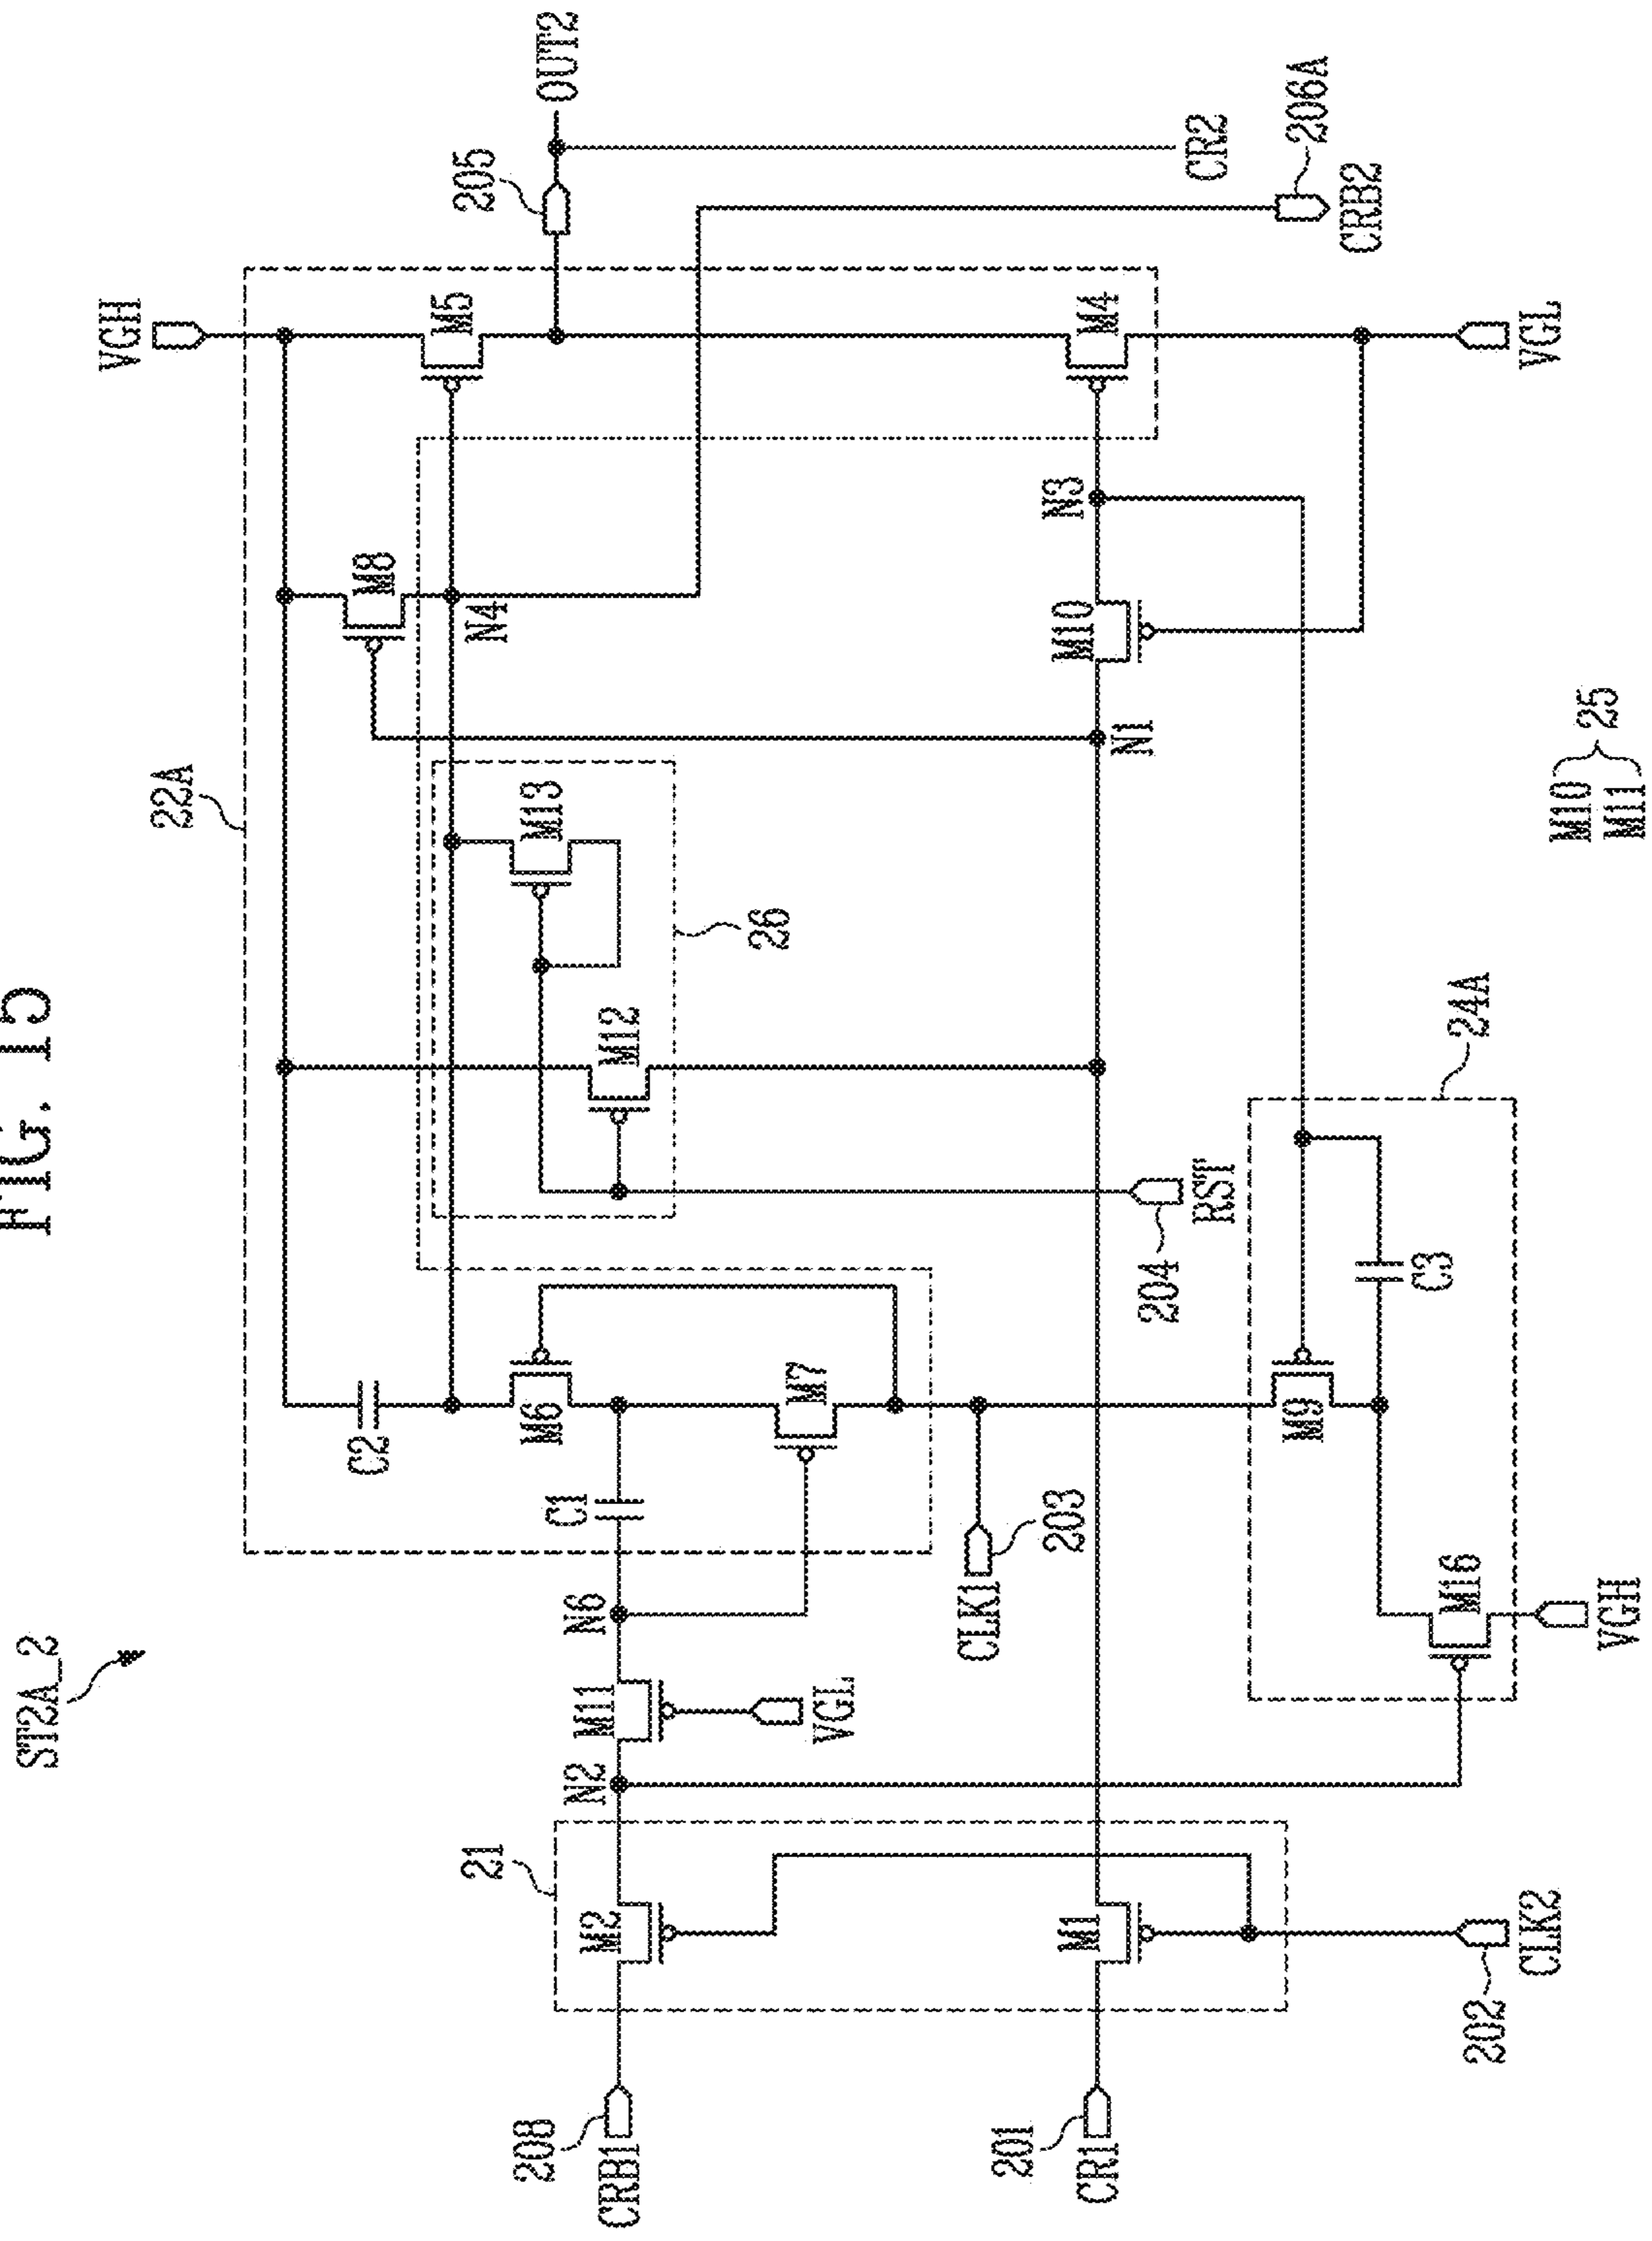 FIG. 15
ST2A_2
22A
VGH
C2
M8
M5
205
OUT2
N4
M6
C1
M7
M13
M12
26
206A
CR2
CRB2
21
N2
M11
N6
VGL
M2
208
CRB1
CLK1
203
204
RST
N1
M10
N3
M4
M1
201
CR1
202
CLK2
M9
C3
24A
M16
VGH
VGL
M10
M11
25